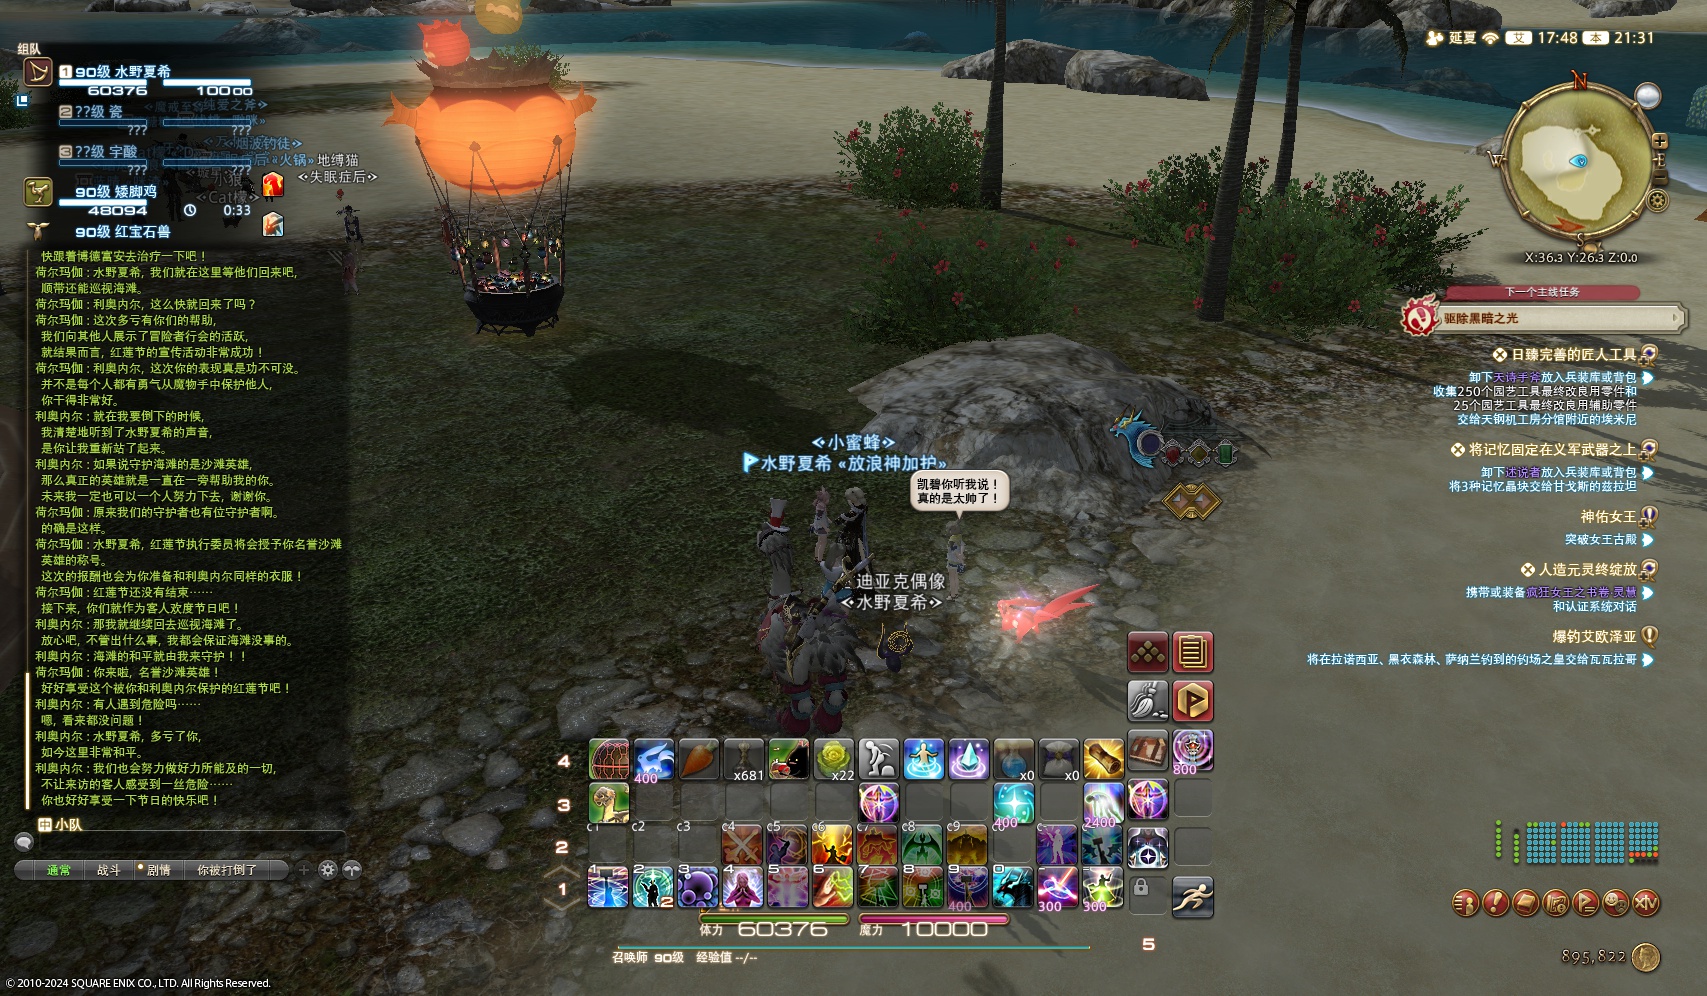 组队
1 90级 水野夏希
60376 10000
2 ??级 瓷
??? ???
3 ??级 宇酸
??? ???
90级 矮脚鸡
48094 0:33
90级 红宝石兽
地缚猫
«失眠症后»
快跟着博德富安去治疗一下吧！
荷尔玛伽：水野夏希，我们就在这里等他们回来吧，
顺带还能巡视海滩。
荷尔玛伽：利奥内尔，这么快就回来了吗？
荷尔玛伽：这次多亏有你们的帮助，
我们向其他人展示了冒险者行会的活跃，
就结果而言，红莲节的宣传活动非常成功！
荷尔玛伽：利奥内尔，这次你的表现真是功不可没。
并不是每个人都有勇气从魔物手中保护他人，
你干得非常好。
利奥内尔：就在我要倒下的时候，
我清楚地听到了水野夏希的声音，
是你让我重新站了起来。
利奥内尔：如果说守护海滩的是沙滩英雄，
那么真正的英雄就是一直在一旁帮助我的你。
未来我一定也可以一个人努力下去，谢谢你。
荷尔玛伽：原来我们的守护者也有位守护者啊。
的确是这样。
荷尔玛伽：水野夏希，红莲节执行委员将会授予你名誉沙滩
英雄的称号。
这次的报酬也会为你准备和利奥内尔同样的衣服！
荷尔玛伽：红莲节还没有结束……
接下来，你们就作为客人欢度节日吧！
利奥内尔：那我就继续回去巡视海滩了。
放心吧，不管出什么事，我都会保证海滩没事的。
利奥内尔：海滩的和平就由我来守护！！
荷尔玛伽：你来啦，名誉沙滩英雄！
好好享受这个被你和利奥内尔保护的红莲节吧！
利奥内尔：有人遇到危险吗……
嗯，看来都没问题！
利奥内尔：水野夏希，多亏了你，
如今这里非常和平。
利奥内尔：我们也会努力做好力所能及的一切，
不让来访的客人感受到一丝危险……
你也好好享受一下节日的快乐吧！
小队
通常 战斗 剧情 你被打倒了
«小蜜蜂»
水野夏希 «放浪神加护»
凯碧你听我说！
真的是太帅了！
迪亚克偶像
«水野夏希»
延夏 艾 17:48 本 21:31
N
W E
S
X:36.3 Y:26.3 Z:0.0
下一个主线任务
驱除黑暗之光
日臻完善的匠人工具
卸下天诗手斧放入兵装库或背包
收集250个园艺工具最终改良用零件和
25个园艺工具最终改良用辅助零件
交给天钢机工房分馆附近的埃米尼
将记忆固定在义军武器之上
卸下述说者放入兵装库或背包
将3种记忆晶块交给甘戈斯的兹拉坦
神佑女王
突破女王古殿
人造元灵终绽放
携带或装备疯狂女王之书卷·灵慧
和认证系统对话
爆钓艾欧泽亚
将在拉诺西亚、黑衣森林、萨纳兰钓到的钓场之皇交给瓦瓦拉哥
4 400 x681 x22 x0 x0 800
3 400 2400
2 c1 c2 c3 c4 c5 c6 c7 c8 c9 c0
1 1 2 3 4 5 6 7 8 9 0
2 400 300 300
体力 60376 魔力 10000
5
召唤师 90级 经验值 --/--
895,822
© 2010-2024 SQUARE ENIX CO., LTD. All Rights Reserved.